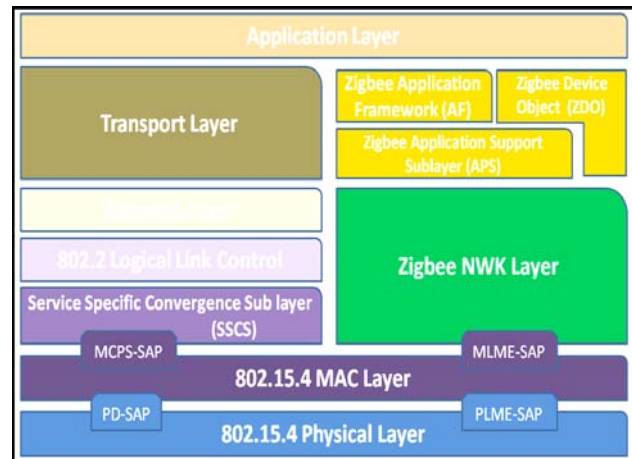 Application Layer
Transport Layer
Zigbee Application
Framework (AF)
Zigbee Device
Object (ZDO)
Zigbee Application Support
Sublayer (APS)
802.2 Logical Link Control
Zigbee NWK Layer
Service Specific Convergence Sub layer
(SSCS)
MCPS-SAP
MLME-SAP
802.15.4 MAC Layer
PD-SAP
PLME-SAP
802.15.4 Physical Layer